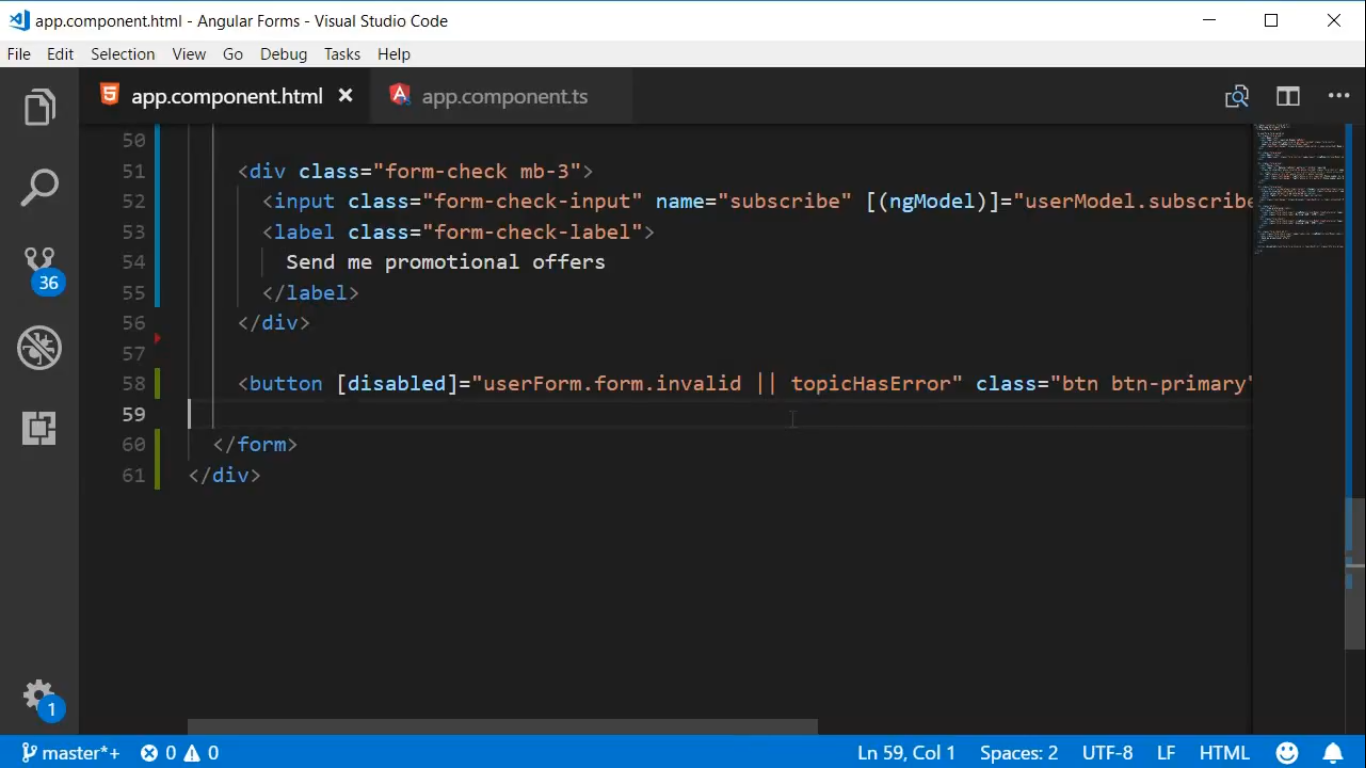 app.component.html - Angular Forms - Visual Studio Code
File Edit Selection View Go Debug Tasks Help
app.component.html app.component.ts
50
51 <div class="form-check mb-3">
52 <input class="form-check-input" name="subscribe" [(ngModel)]="userModel.subscribe
53 <label class="form-check-label">
54 Send me promotional offers
55 </label>
56 </div>
57
58 <button [disabled]="userForm.form.invalid || topicHasError" class="btn btn-primary"
59
60 </form>
61 </div>
36
1
master*+ 0 0 Ln 59, Col 1 Spaces: 2 UTF-8 LF HTML